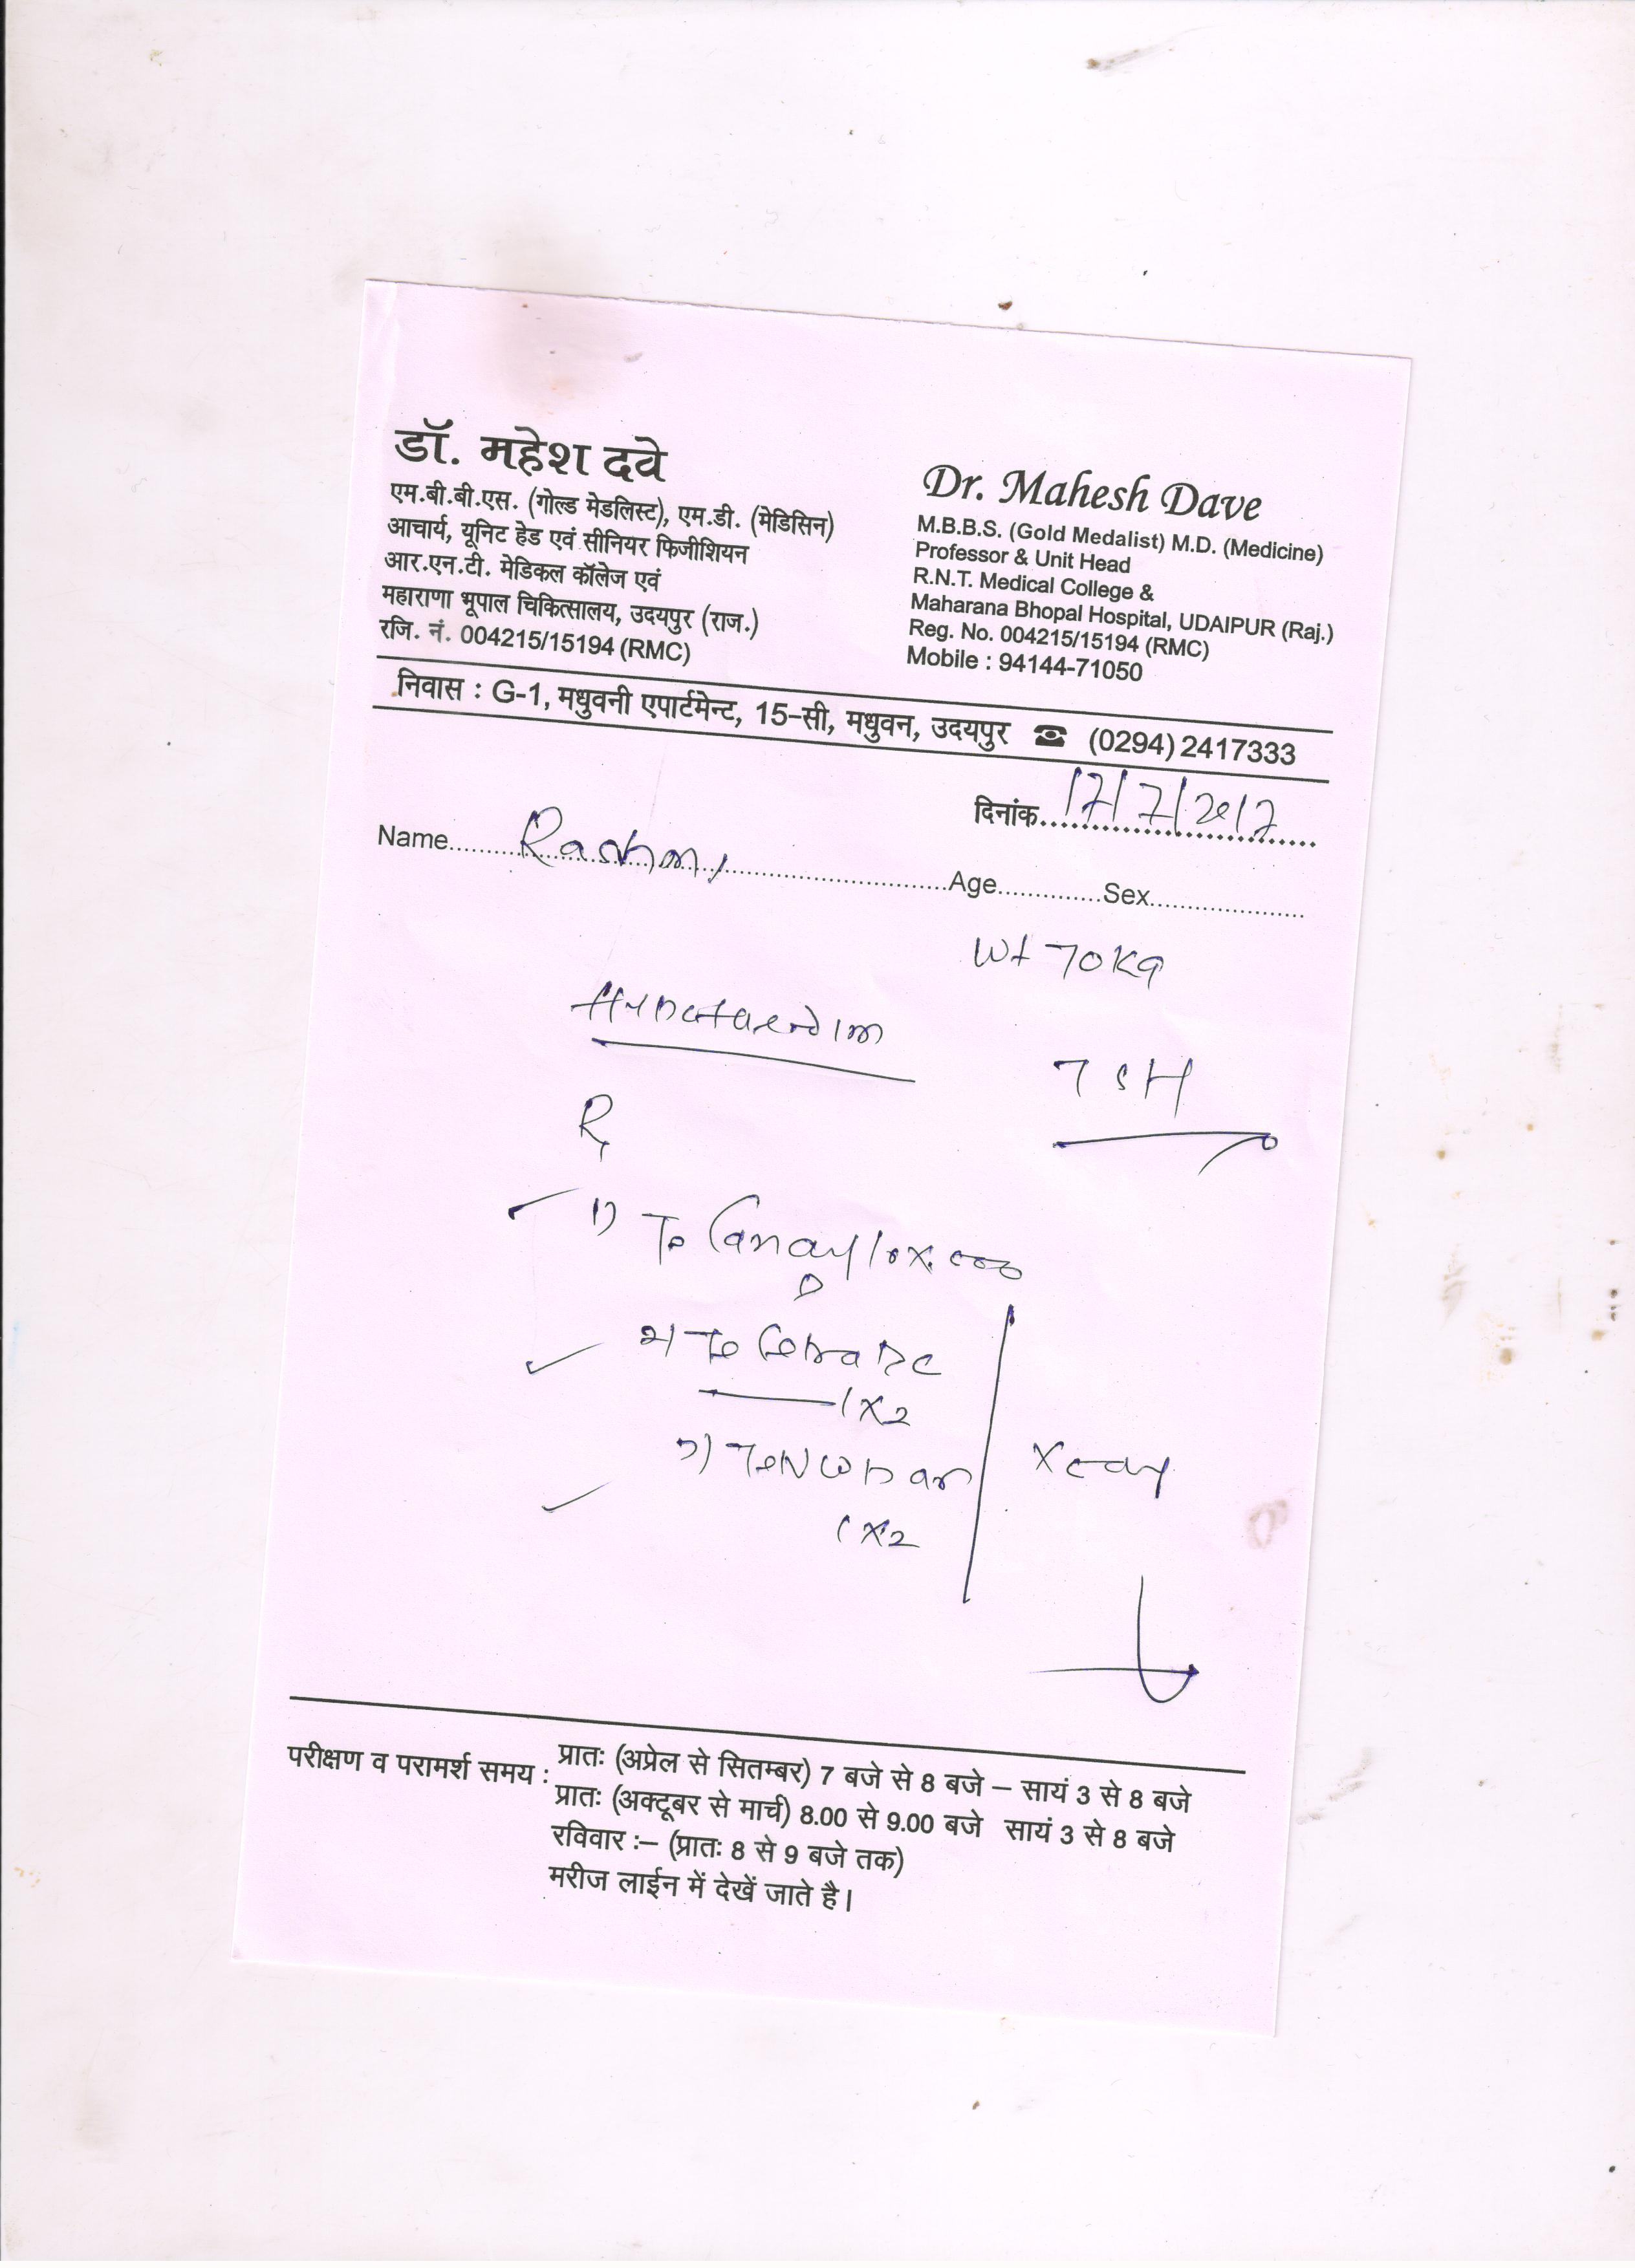 डॉ. महेश दवे
एम.बी.बी.एस. (गोल्ड मेडलिस्ट), एम.डी. (मेडिसिन)
आचार्य, यूनिट हेड एवं सीनियर फिजीशियन
आर.एन.टी. मेडिकल कॉलेज एवं
महाराणा भूपाल चिकित्सालय, उदयपुर (राज.)
रजि. नं. 004215/15194 (RMC)
Dr. Mahesh Dave
M.B.B.S. (Gold Medalist) M.D. (Medicine)
Professor & Unit Head
R.N.T. Medical College &
Maharana Bhopal Hospital, UDAIPUR (Raj.)
Reg. No. 004215/15194 (RMC)
Mobile : 94144-71050
निवास : G-1, मधुवनी एपार्टमेन्ट, 15-सी, मधुवन, उदयपुर ☎ (0294) 2417333
दिनांक 17/7/2017
Name Rashmi Age Sex
Wt 70Kg
TSH
R
1)
2)
1x2
3)
1x2
X ray
परीक्षण व परामर्श समय : प्रातः (अप्रेल से सितम्बर) 7 बजे से 8 बजे – सायं 3 से 8 बजे
प्रातः (अक्टूबर से मार्च) 8.00 से 9.00 बजे सायं 3 से 8 बजे
रविवार :– (प्रातः 8 से 9 बजे तक)
मरीज लाईन में देखें जाते है।